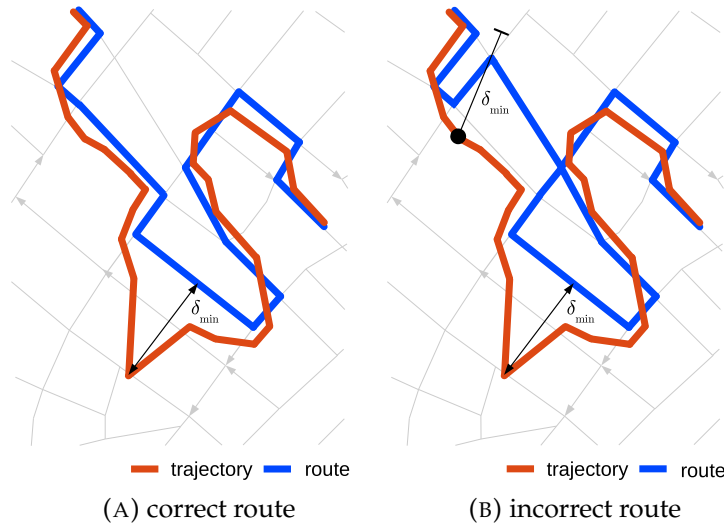 δmin
δmin
δmin
trajectory route
trajectory route
(A) correct route
(B) incorrect route